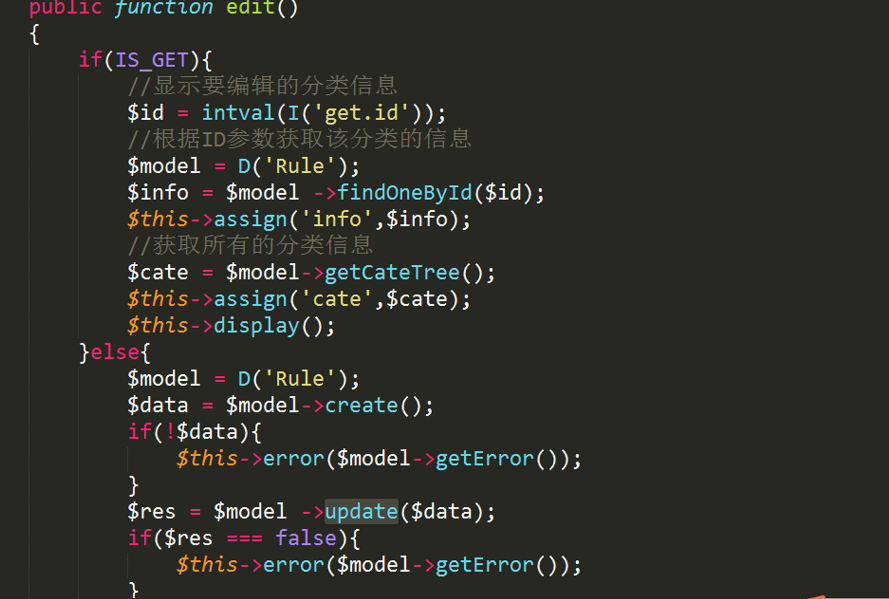 public function edit()
{
if(IS_GET){
//显示要编辑的分类信息
$id = intval(I('get.id'));
//根据ID参数获取该分类的信息
$model = D('Rule');
$info = $model ->findOneById($id);
$this->assign('info',$info);
//获取所有的分类信息
$cate = $model->getCateTree();
$this->assign('cate',$cate);
$this->display();
}else{
$model = D('Rule');
$data = $model->create();
if(!$data){
$this->error($model->getError());
}
$res = $model ->update($data);
if($res === false){
$this->error($model->getError());
}